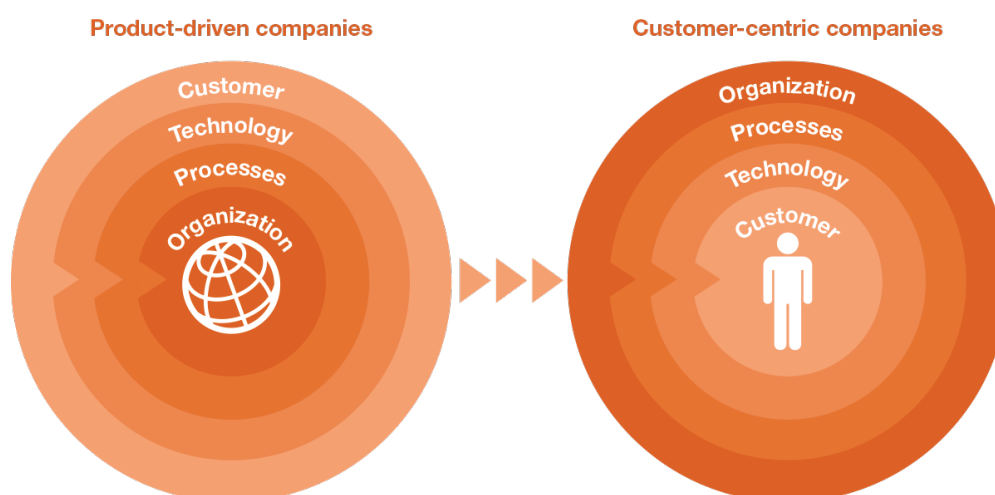 Product-driven companies
Customer
Technology
Processes
Organization
Customer-centric companies
Organization
Processes
Technology
Customer